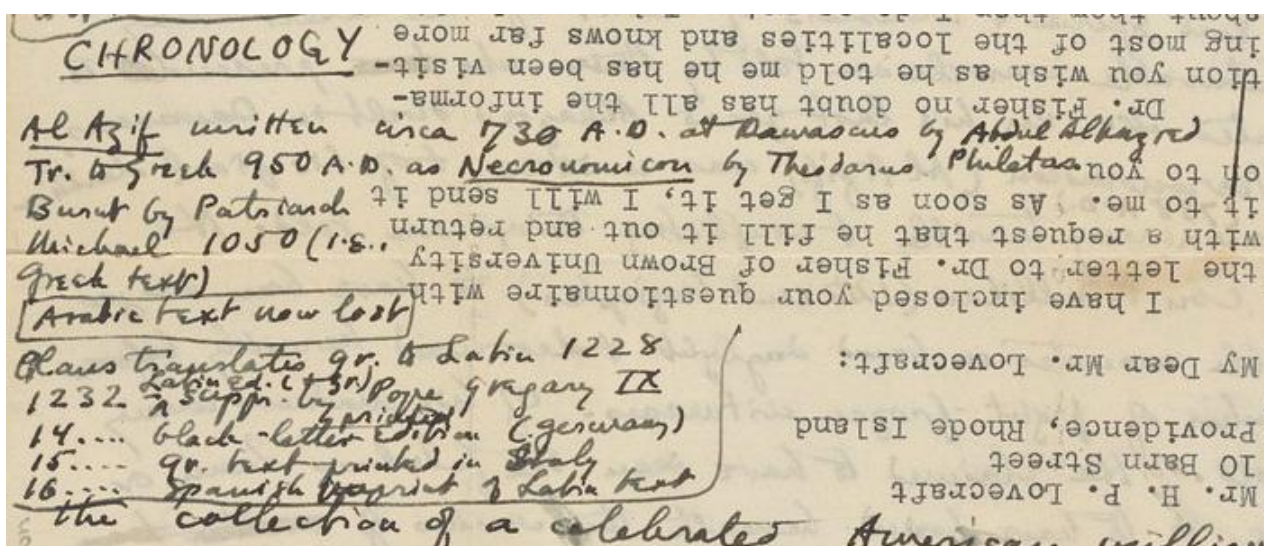 CHRONOLOGY
Al Azif written circa 730 A.D. at Damascus by Abdul Alhazred
Tr. to Greek 950 A.D. as Necronomicon by Theodorus Philetas
Burnt by Patriarch
Michael 1050 (i.e.,
Greek text)
Arabic text now lost
Olaus translates gr. to Latin 1228
1232 Latin ed. (+ gr.) suppr. by Pope Gregory IX
14.... black-letter edition printed (Germany)
15.... gr. text printed in Italy
16.... Spanish reprint of Latin text
the collection of a celebrated American
Mr. H. P. Lovecraft
10 Barn Street
Providence, Rhode Island
My Dear Mr. Lovecraft:
I have inclosed your questionnaire with
the letter to Dr. Fisher of Brown University
with a request that he fill it out and return
it to me. As soon as I get it, I will send it
on to you
Dr. Fisher no doubt has all the informa-
tion you wish as he told me he has been visit-
ing most of the localities and knows far more
about them than I